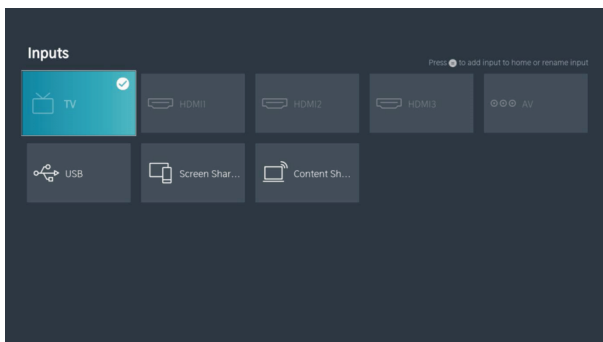 Inputs
Press to add input to home or rename input
TV
HDMI1
HDMI2
HDMI3
AV
USB
Screen Shar...
Content Sh...